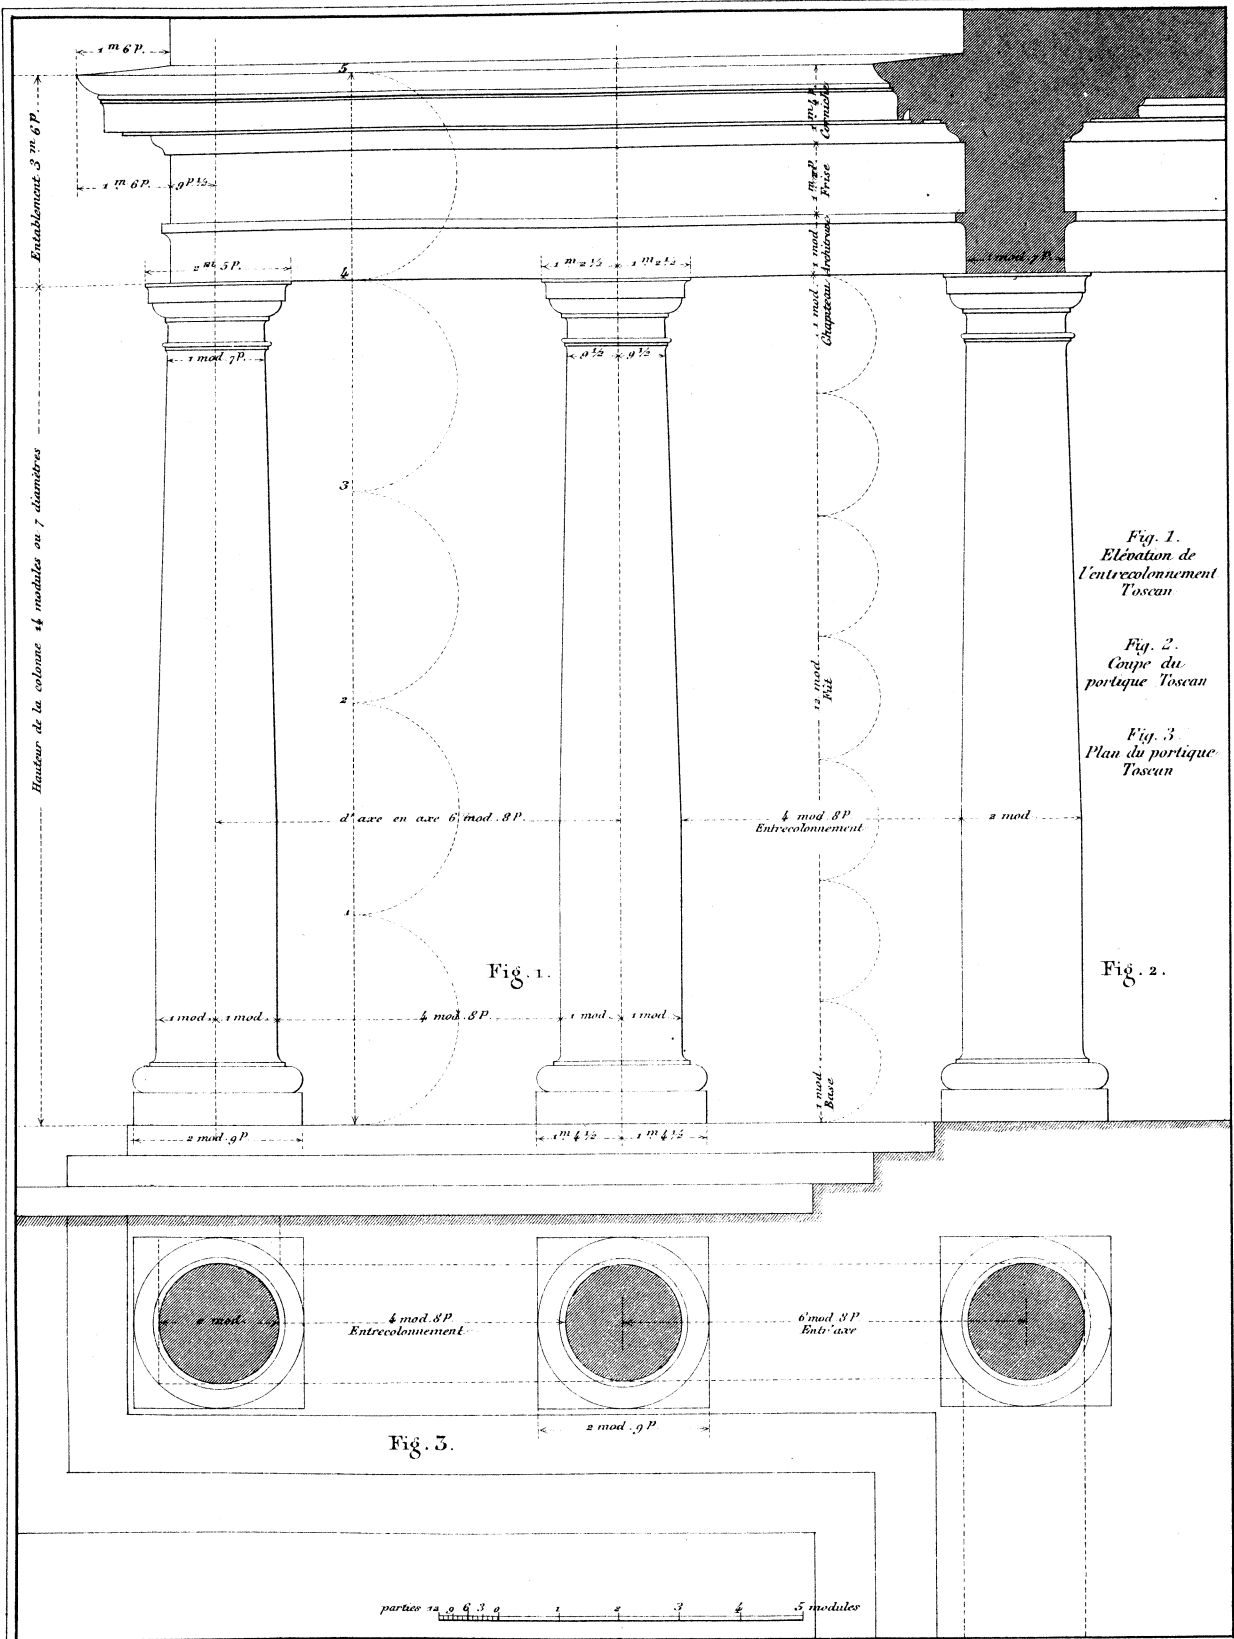 1 m 6 P.
5
Entablement 3 m 6 P.
1 m 4 P.
Corniche
1 m 6 P.
9 P ½
Frise
1 mod.
Architrave
2 m 5 P.
4
1 m 2 ½
1 m 2 ½
1 mod. 7 P.
1 mod.
Chapiteau
1 mod 7 P.
9 ½
9 ½
3
Hauteur de la colonne 14 modules ou 7 diamètres
Fig. 1.
Elévation de
l'entrecolonnement
Toscan
Fig. 2.
Coupe du
portique Toscan
Fig. 3
Plan du portique
Toscan
12 mod.
Fût
2
d'axe en axe 6 mod. 8 P.
4 mod. 8 P
Entrecolonnement
2 mod
1
Fig. 1.
Fig. 2.
1 mod.
1 mod.
4 mod. 8 P.
1 mod
1 mod
1 mod.
Base
2 mod. 9 P
1 m 4 ½
1 m 4 ½
2 mod.
4 mod. 8 P
Entrecolonnement
6 mod 8 P
Entr'axe
2 mod. 9 P
Fig. 3.
parties 12 9 6 3 0 1 2 3 4 5 modules